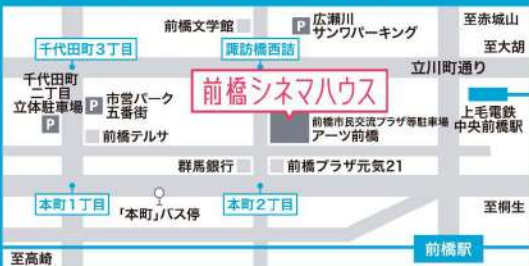 前橋文学館
P
広瀬川
サンワパーキング
至赤城山
千代田町3丁目
諏訪橋西詰
至大胡
立川町通り
千代田町
二丁目
立体駐車場
P
P
市営パーク
五番街
前橋シネマハウス
前橋市民交流プラザ等駐車場
アーツ前橋
上毛電鉄
中央前橋駅
前橋テルサ
群馬銀行
前橋プラザ元気21
本町1丁目
「本町」バス停
本町2丁目
至桐生
前橋駅
至高崎